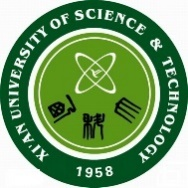 XI'AN UNIVERSITY OF SCIENCE & TECHNOLOGY
1958